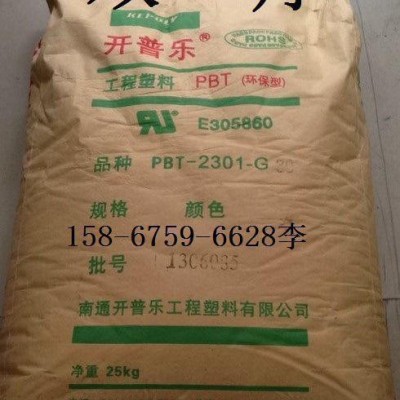 开普乐®
ROHS
工程塑料 PBT (环保型)
E305860
品种 PBT-2301-G 30
规格 颜色
158-6759-6628李
批号 13C6085
南通开普乐工程塑料有限公司
净重 25kg